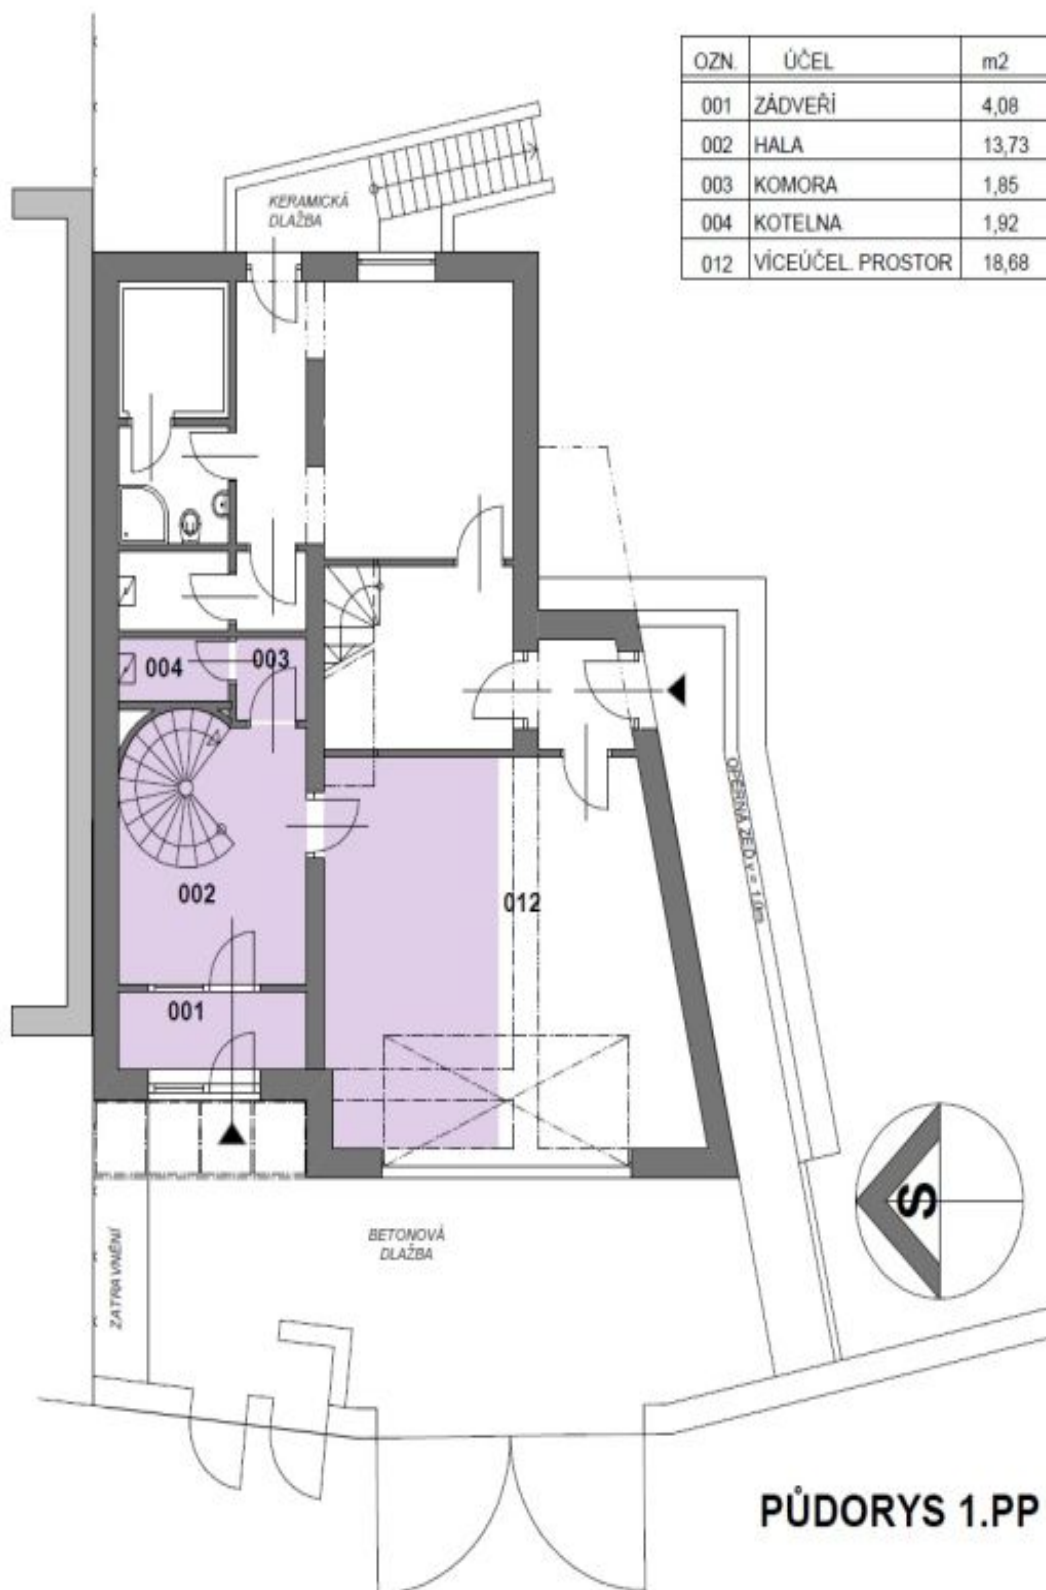 OZN. ÚČEL m2
001 ZÁDVEŘÍ 4,08
002 HALA 13,73
003 KOMORA 1,85
004 KOTELNA 1,92
012 VÍCEÚČEL. PROSTOR 18,68
KERAMICKÁ
DLAŽBA
004
003
002
012
001
OPĚRNÁ ZEĎ v = 1,0m
S
BETONOVÁ
DLAŽBA
ZATRAVNĚNÍ
PŮDORYS 1.PP